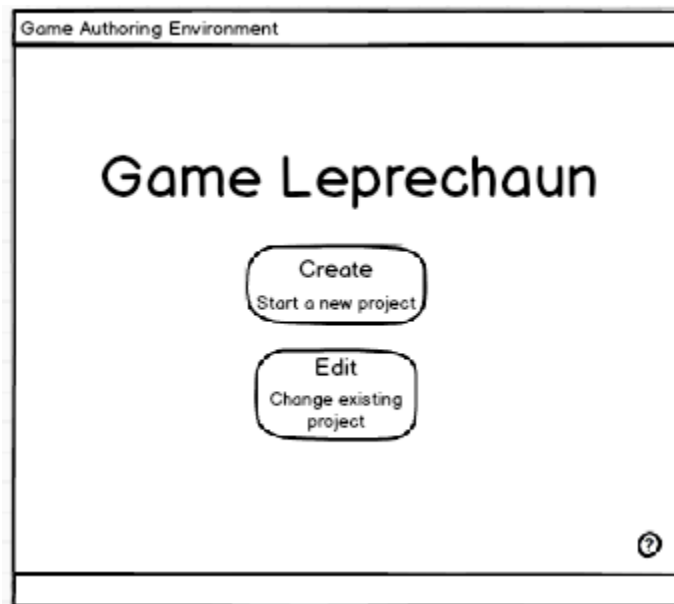 Game Authoring Environment
Game Leprechaun
Create
Start a new project
Edit
Change existing
project
?